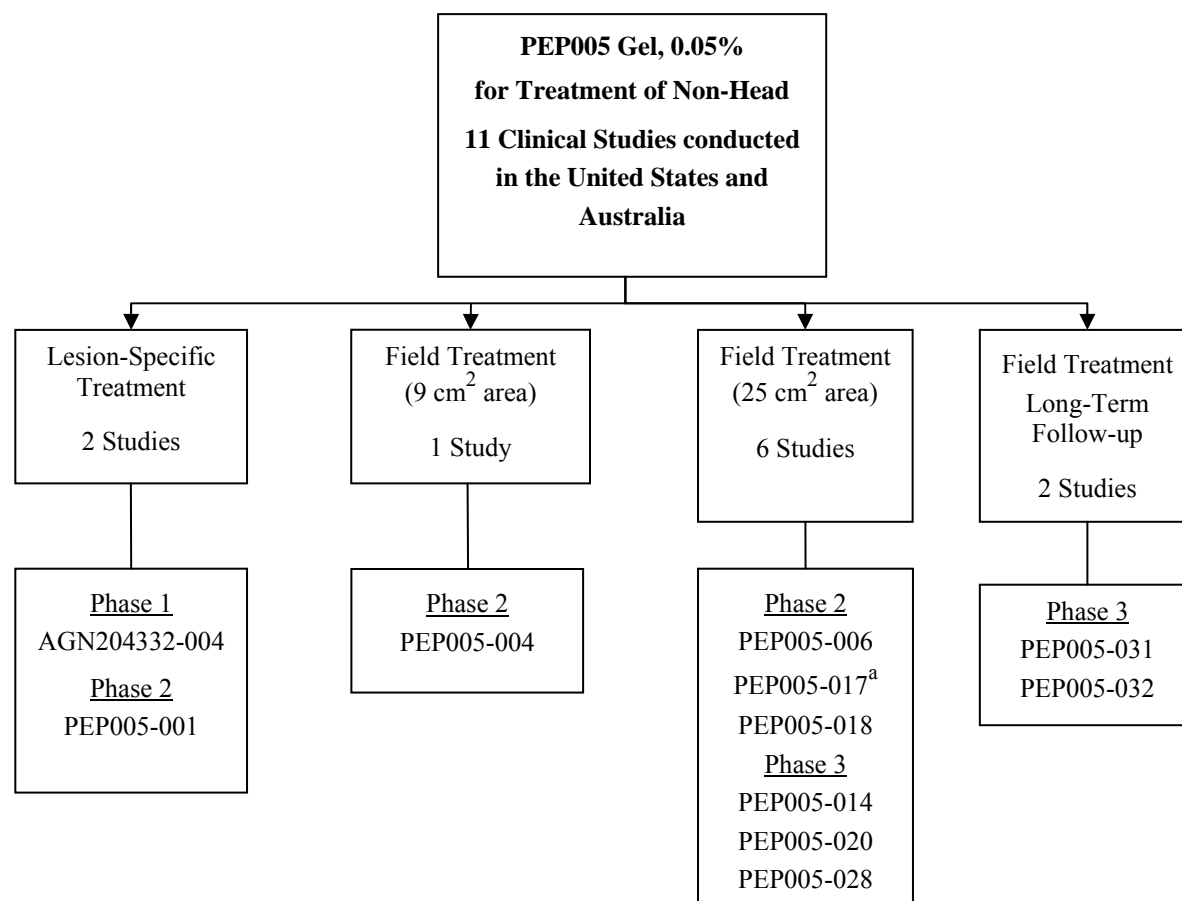 PEP005 Gel, 0.05%
for Treatment of Non-Head
11 Clinical Studies conducted
in the United States and
Australia
Lesion-Specific
Treatment
2 Studies
Field Treatment
(9 cm² area)
1 Study
Field Treatment
(25 cm² area)
6 Studies
Field Treatment
Long-Term
Follow-up
2 Studies
Phase 1
AGN204332-004
Phase 2
PEP005-001
Phase 2
PEP005-004
Phase 2
PEP005-006
PEP005-017ᵃ
PEP005-018
Phase 3
PEP005-014
PEP005-020
PEP005-028
Phase 3
PEP005-031
PEP005-032